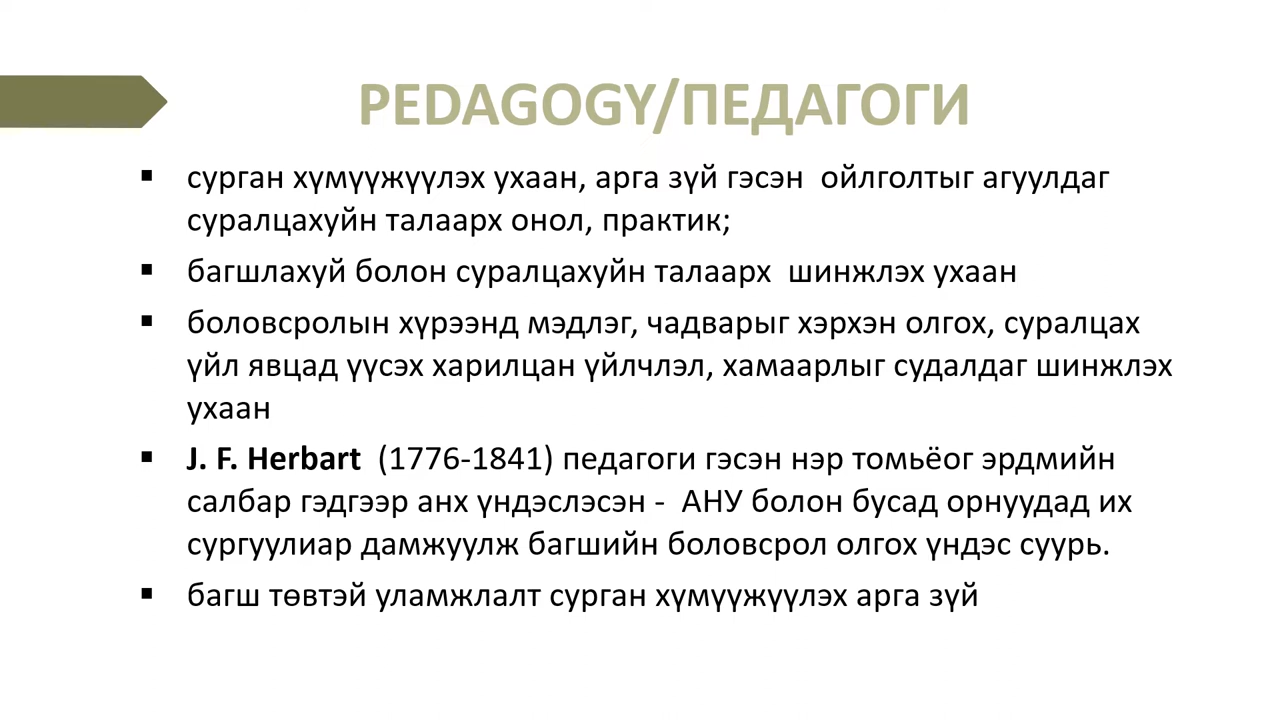 PEDAGOGY/ПЕДАГОГИ
▪ сурган хүмүүжүүлэх ухаан, арга зүй гэсэн ойлголтыг агуулдаг
суралцахуйн талаарх онол, практик;
▪ багшлахуй болон суралцахуйн талаарх шинжлэх ухаан
▪ боловсролын хүрээнд мэдлэг, чадварыг хэрхэн олгох, суралцах
үйл явцад үүсэх харилцан үйлчлэл, хамаарлыг судалдаг шинжлэх
ухаан
▪ J. F. Herbart (1776-1841) педагоги гэсэн нэр томьёог эрдмийн
салбар гэдгээр анх үндэслэсэн - АНУ болон бусад орнуудад их
сургуулиар дамжуулж багшийн боловсрол олгох үндэс суурь.
▪ багш төвтэй уламжлалт сурган хүмүүжүүлэх арга зүй